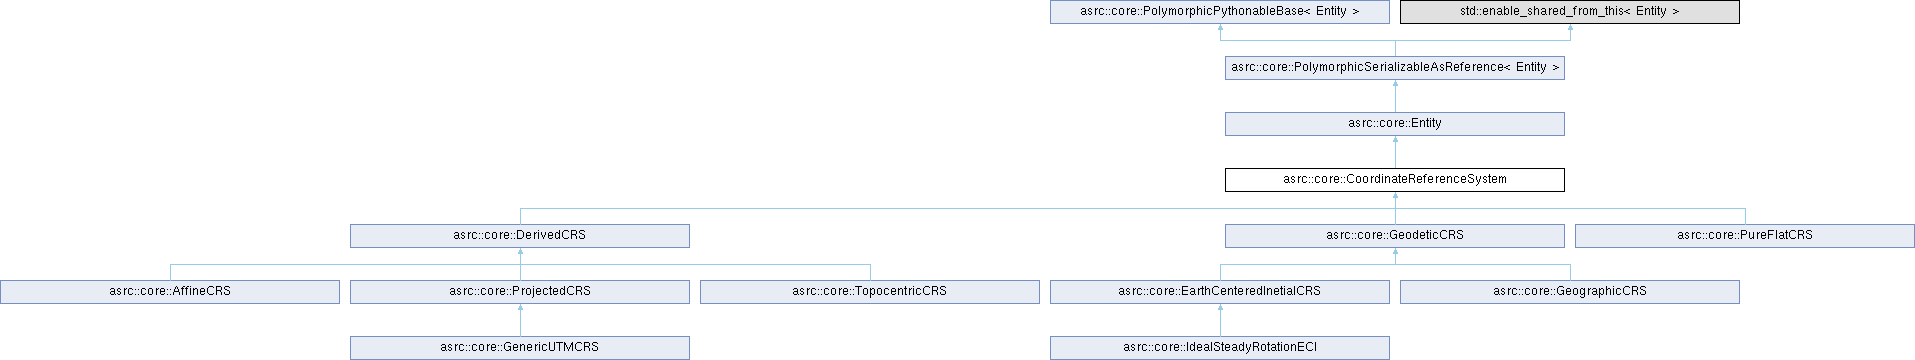 asrc::core::PolymorphicPythonableBase< Entity >
std::enable_shared_from_this< Entity >
asrc::core::PolymorphicSerializableAsReference< Entity >
asrc::core::Entity
asrc::core::CoordinateReferenceSystem
asrc::core::DerivedCRS
asrc::core::GeodeticCRS
asrc::core::PureFlatCRS
asrc::core::AffineCRS
asrc::core::ProjectedCRS
asrc::core::TopocentricCRS
asrc::core::EarthCenteredInetialCRS
asrc::core::GeographicCRS
asrc::core::GenericUTMCRS
asrc::core::IdealSteadyRotationECI